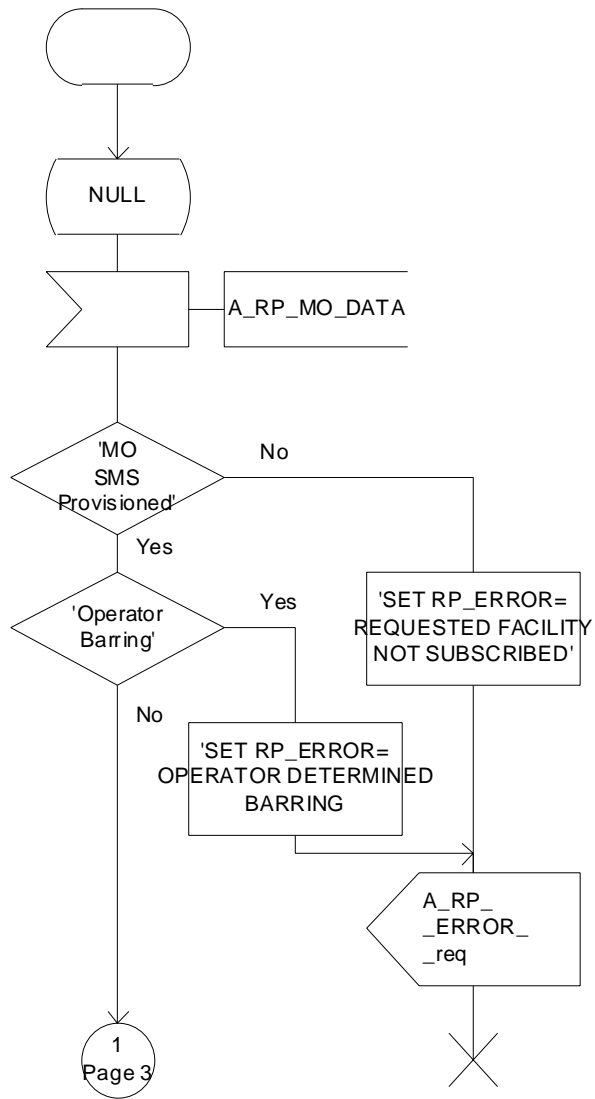 NULL
A_RP_MO_DATA
'MO
SMS
Provisioned'
No
Yes
'Operator
Barring'
Yes
'SET RP_ERROR=
REQUESTED FACILITY
NOT SUBSCRIBED'
No
'SET RP_ERROR=
OPERATOR DETERMINED
BARRING
A_RP_
_ERROR_
_req
1
Page 3